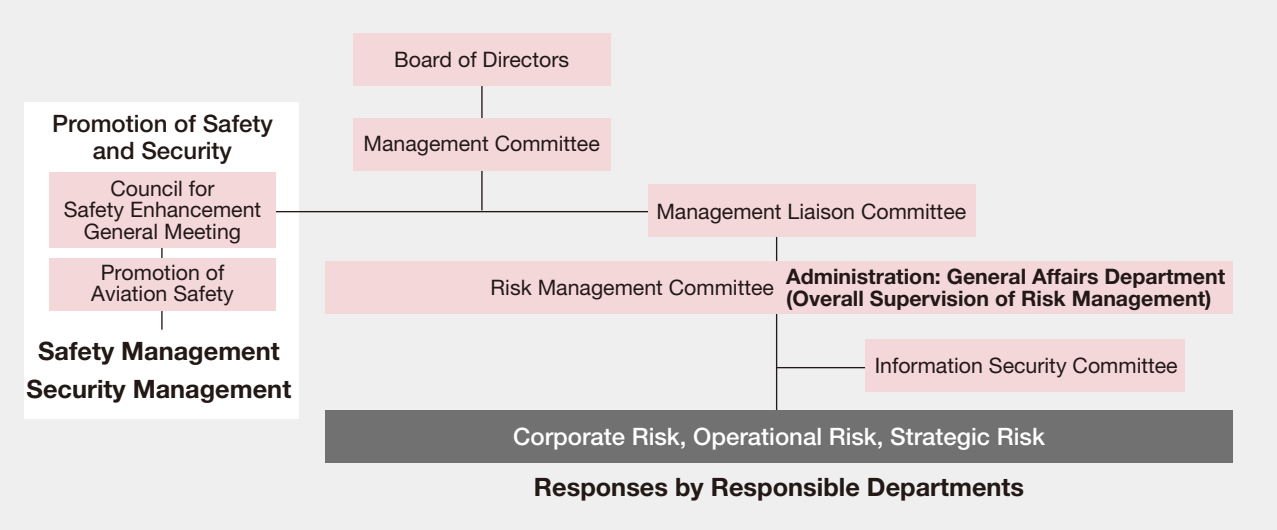 Board of Directors
Management Committee
Promotion of Safety
and Security
Council for
Safety Enhancement
General Meeting
Promotion of
Aviation Safety
Safety Management
Security Management
Management Liaison Committee
Risk Management Committee
Administration: General Affairs Department
(Overall Supervision of Risk Management)
Information Security Committee
Corporate Risk, Operational Risk, Strategic Risk
Responses by Responsible Departments